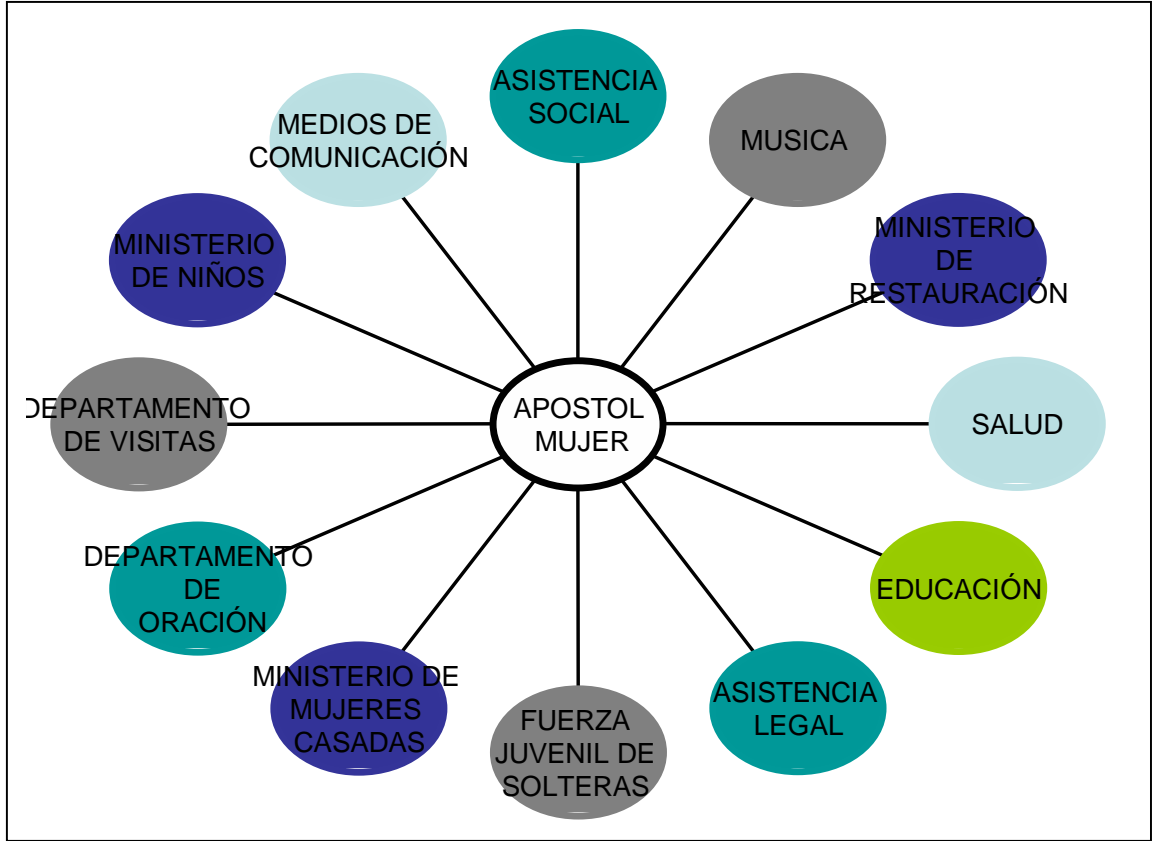 ASISTENCIA
SOCIAL
MUSICA
MINISTERIO
DE
RESTAURACIÓN
SALUD
EDUCACIÓN
ASISTENCIA
LEGAL
FUERZA
JUVENIL DE
SOLTERAS
MINISTERIO DE
MUJERES
CASADAS
DEPARTAMENTO
DE
ORACIÓN
DEPARTAMENTO
DE VISITAS
MINISTERIO
DE NIÑOS
MEDIOS DE
COMUNICACIÓN
APOSTOL
MUJER